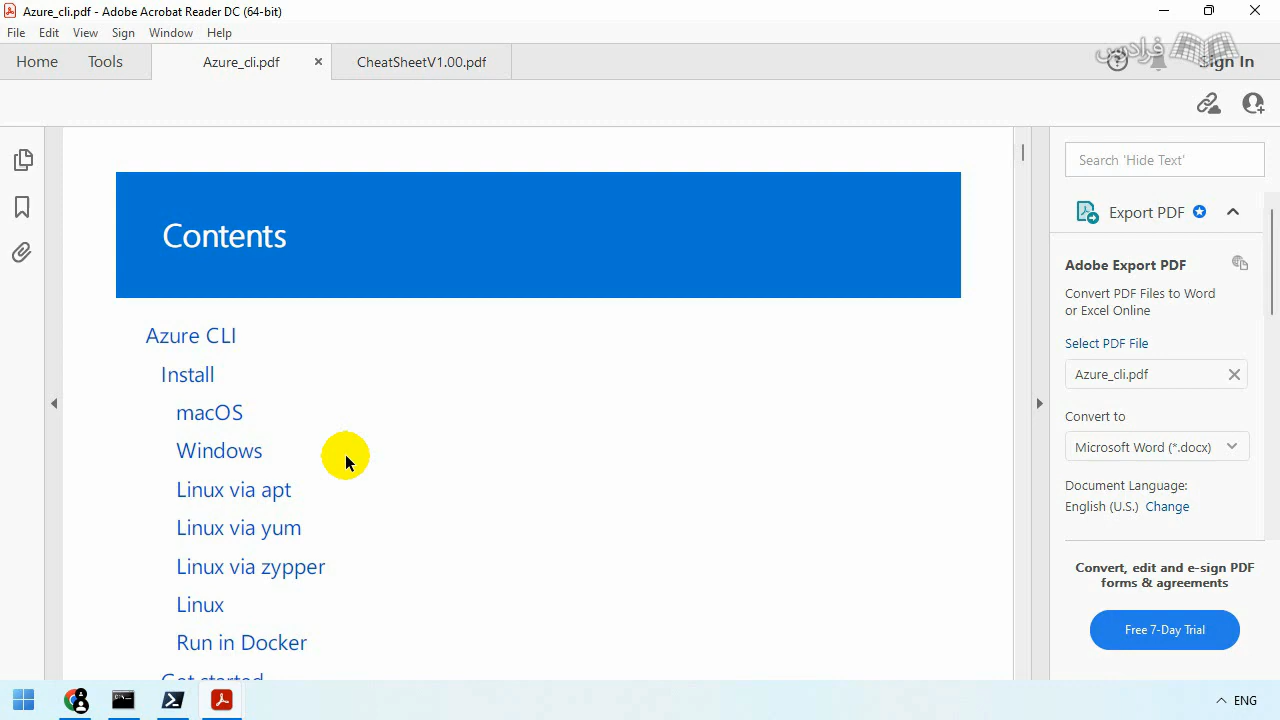 Azure_cli.pdf - Adobe Acrobat Reader DC (64-bit)
File Edit View Sign Window Help
Home Tools Azure_cli.pdf CheatSheetV1.00.pdf Sign In
فرادرس
Search 'Hide Text'
Export PDF
Contents
Adobe Export PDF
Convert PDF Files to Word
or Excel Online
Select PDF File
Azure_cli.pdf
Convert to
Microsoft Word (*.docx)
Document Language:
English (U.S.) Change
Convert, edit and e-sign PDF
forms & agreements
Free 7-Day Trial
Azure CLI
Install
macOS
Windows
Linux via apt
Linux via yum
Linux via zypper
Linux
Run in Docker
Get started
ENG